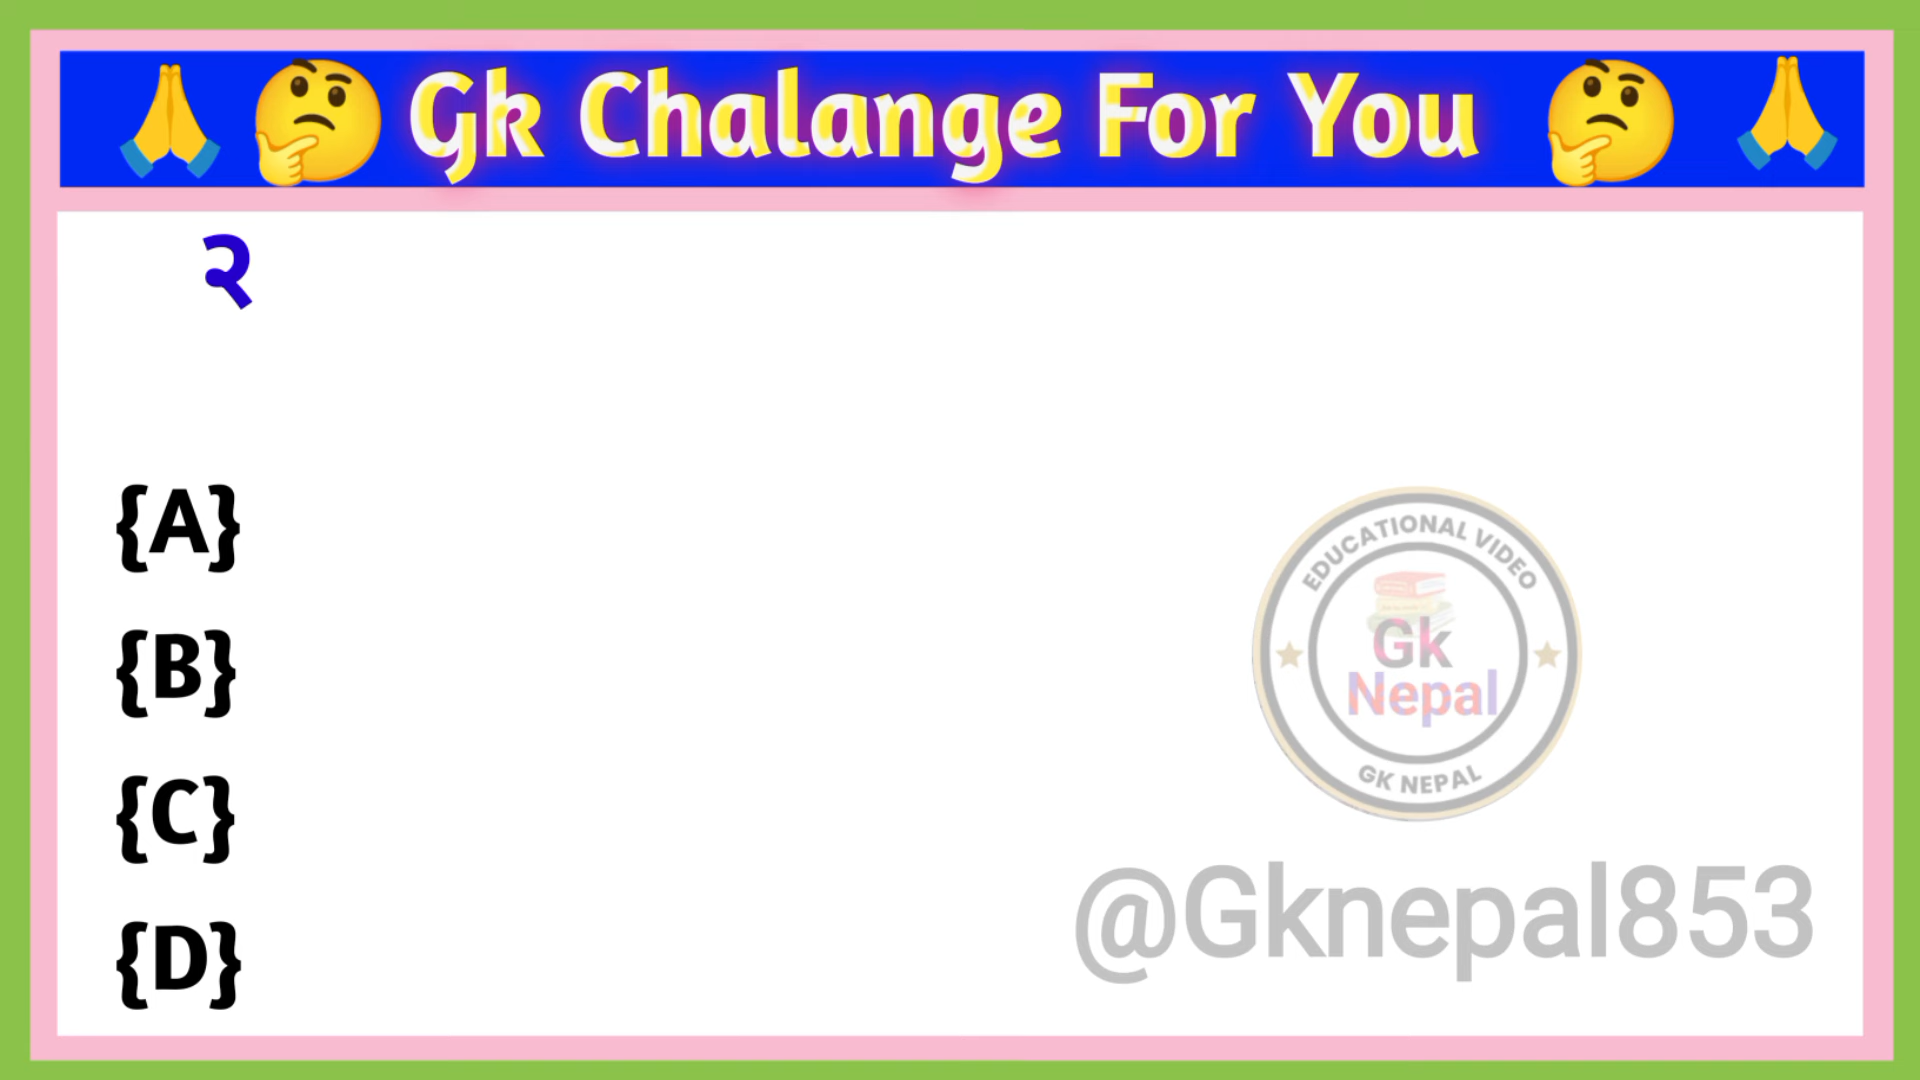 🙏 🤔 Gk Chalange For You 🤔 🙏
२
{A}
{B}
{C}
{D}
EDUCATIONAL VIDEO
Gk
Nepal
GK NEPAL
@Gknepal853